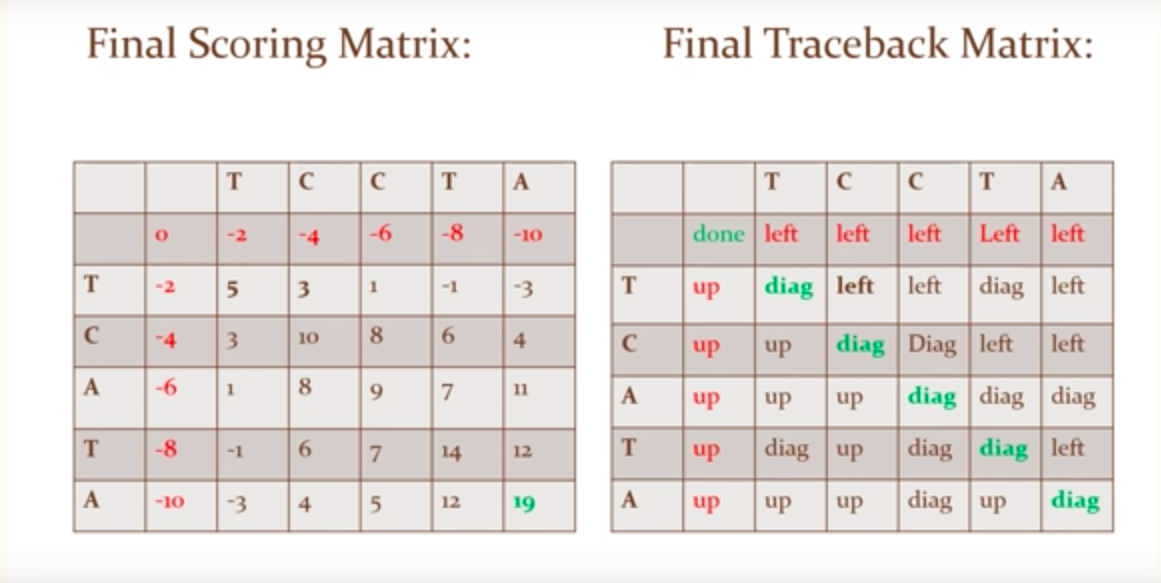 Final Scoring Matrix:
Final Traceback Matrix:
T C C T A
0 -2 -4 -6 -8 -10
T -2 5 3 1 -1 -3
C -4 3 10 8 6 4
A -6 1 8 9 7 11
T -8 -1 6 7 14 12
A -10 -3 4 5 12 19
T C C T A
done left left left Left left
T up diag left left diag left
C up up diag Diag left left
A up up up diag diag diag
T up diag up diag diag left
A up up up diag up diag